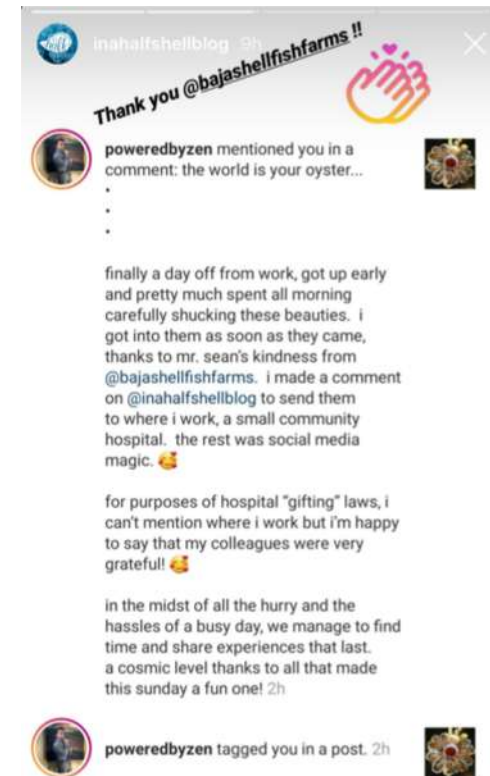 inahalfshellblog 9h
Thank you @bajashellfishfarms !!
poweredbyzen mentioned you in a
comment: the world is your oyster...
•
•
•
finally a day off from work, got up early
and pretty much spent all morning
carefully shucking these beauties. i
got into them as soon as they came,
thanks to mr. sean's kindness from
@bajashellfishfarms. i made a comment
on @inahalfshellblog to send them
to where i work, a small community
hospital. the rest was social media
magic. 🥰
for purposes of hospital "gifting" laws, i
can't mention where i work but i'm happy
to say that my colleagues were very
grateful! 🥰
in the midst of all the hurry and the
hassles of a busy day, we manage to find
time and share experiences that last.
a cosmic level thanks to all that made
this sunday a fun one! 2h
poweredbyzen tagged you in a post. 2h